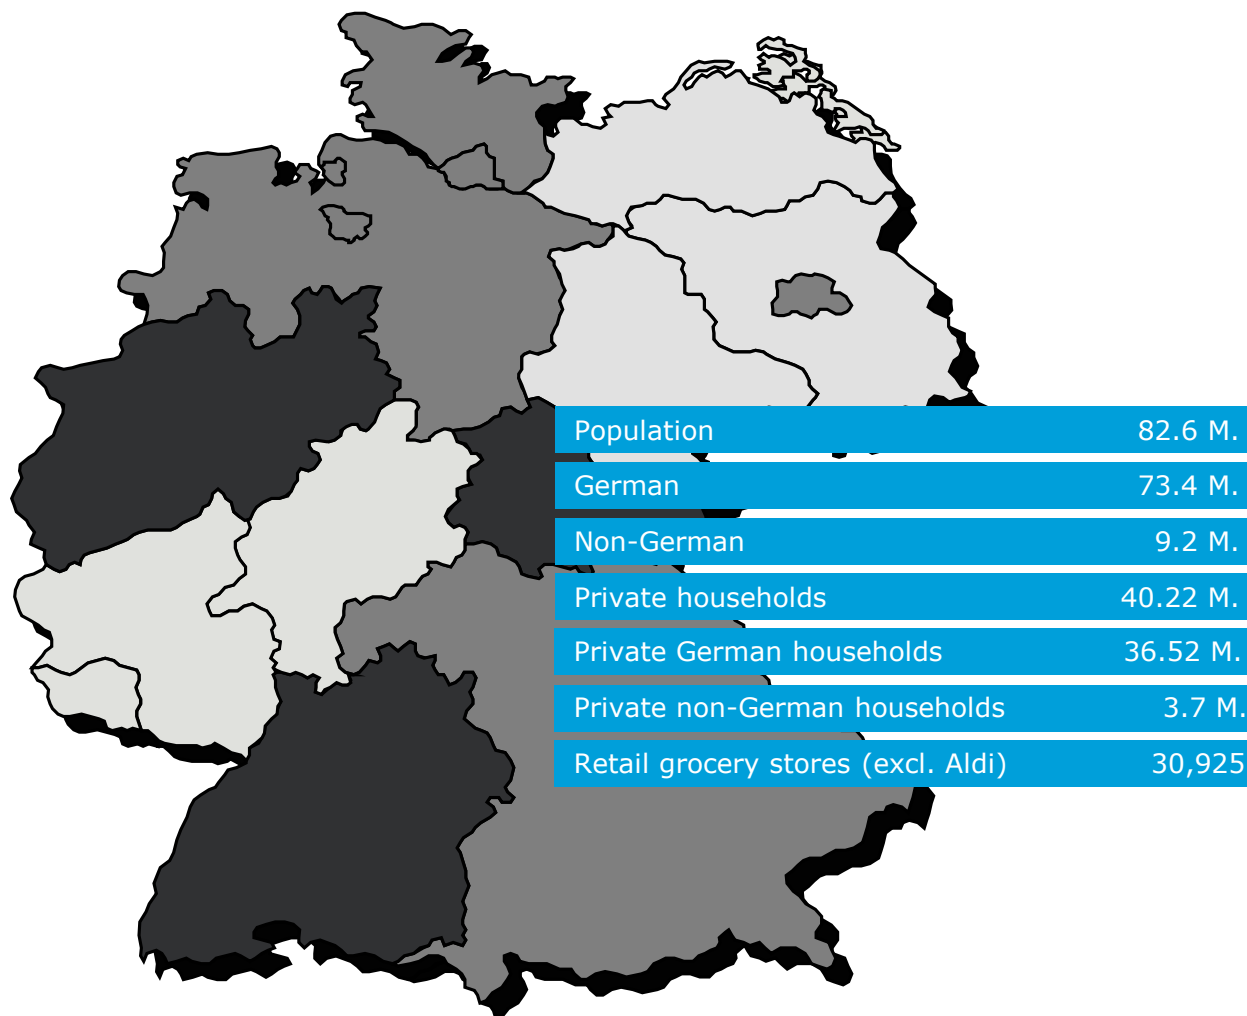 Population 82.6 M.
German 73.4 M.
Non-German 9.2 M.
Private households 40.22 M.
Private German households 36.52 M.
Private non-German households 3.7 M.
Retail grocery stores (excl. Aldi) 30,925